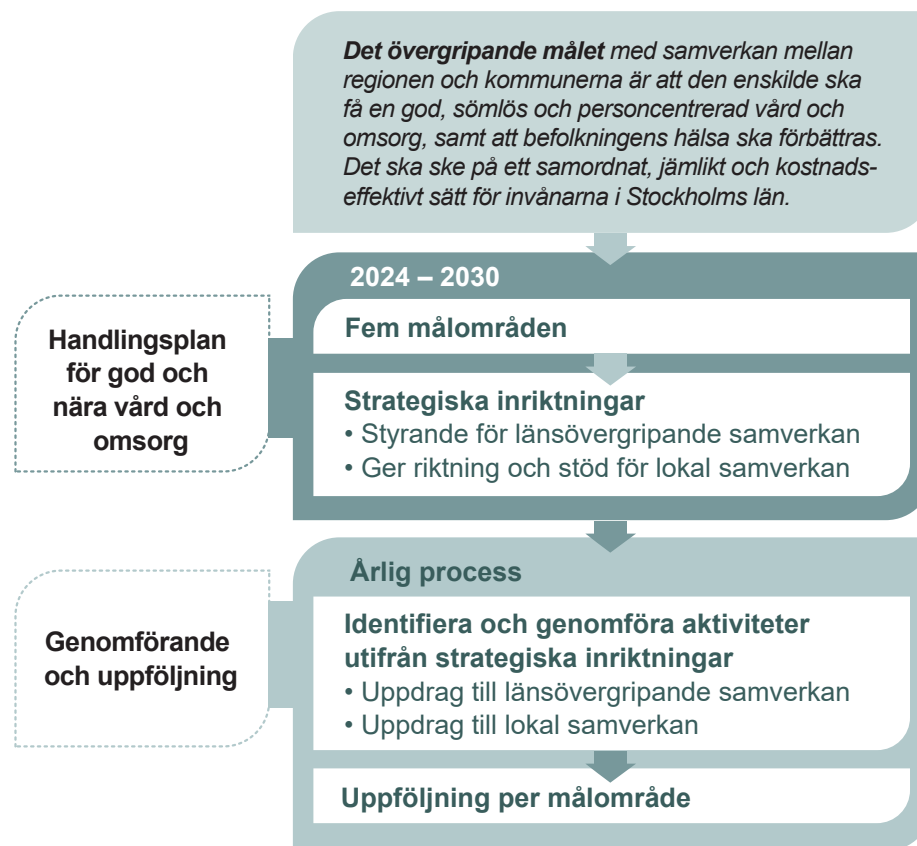 Det övergripande målet med samverkan mellan
regionen och kommunerna är att den enskilde ska
få en god, sömlös och personcentrerad vård och
omsorg, samt att befolkningens hälsa ska förbättras.
Det ska ske på ett samordnat, jämlikt och kostnads-
effektivt sätt för invånarna i Stockholms län.
Handlingsplan
för god och
nära vård och
omsorg
2024 – 2030
Fem målområden
Strategiska inriktningar
• Styrande för länsövergripande samverkan
• Ger riktning och stöd för lokal samverkan
Genomförande
och uppföljning
Årlig process
Identifiera och genomföra aktiviteter
utifrån strategiska inriktningar
• Uppdrag till länsövergripande samverkan
• Uppdrag till lokal samverkan
Uppföljning per målområde